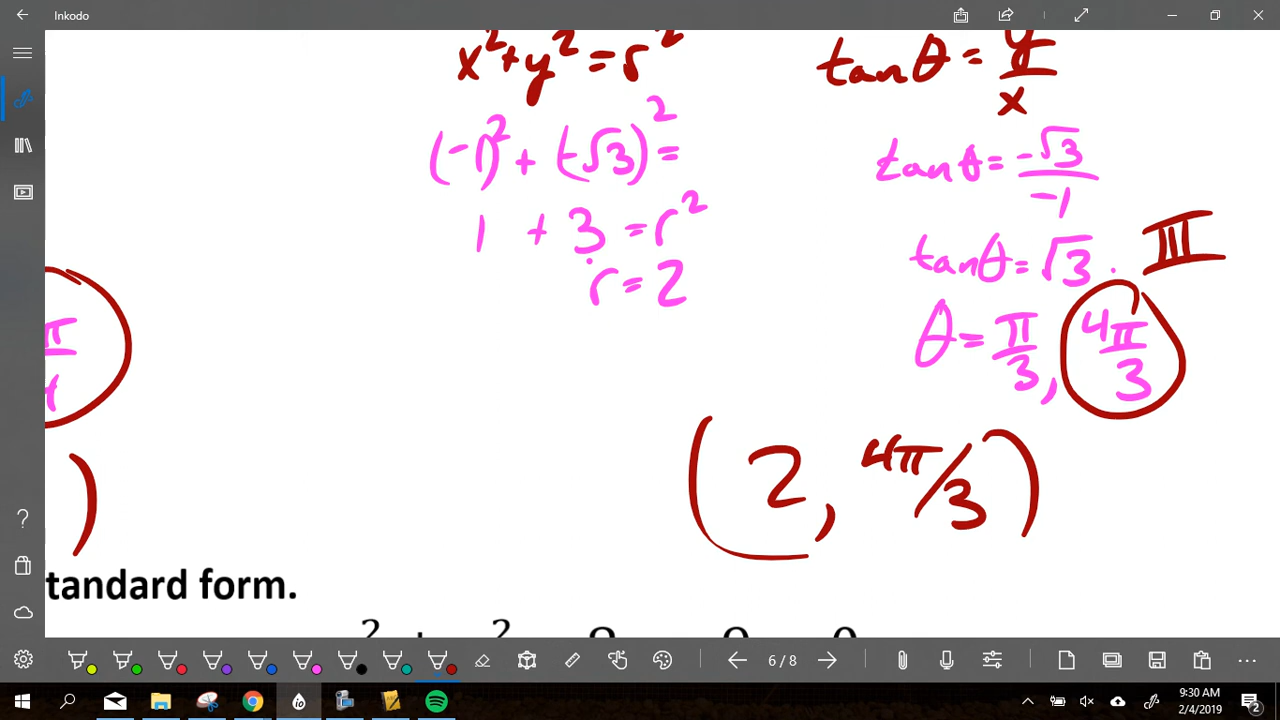 Inkodo
x² + y² = r²
(-1)² + (-√3)² =
1 + 3 = r²
r = 2
tanθ = y/x
tanθ = -√3/-1
tanθ = √3. III
θ = π/3, 4π/3
π
)
(2, 4π/3)
tandard form.
6 / 8
9:30 AM
2/4/2019
2